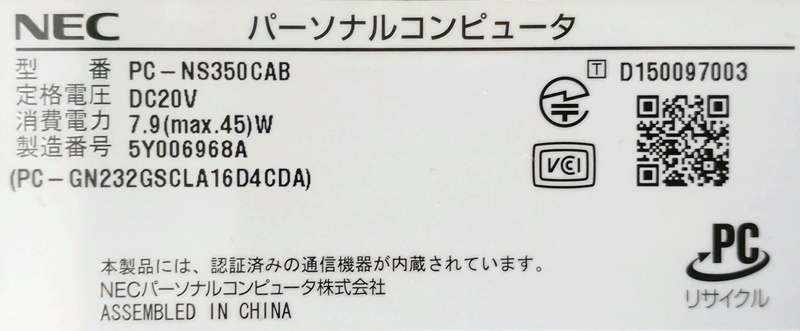 NEC パーソナルコンピュータ
型番 PC-NS350CAB
T D150097003
定格電圧 DC20V
消費電力 7.9(max.45)W
製造番号 5Y006968A
(PC-GN232GSCLA16D4CDA)
VCI
PC
リサイクル
本製品には、認証済みの通信機器が内蔵されています。
NECパーソナルコンピュータ株式会社
ASSEMBLED IN CHINA